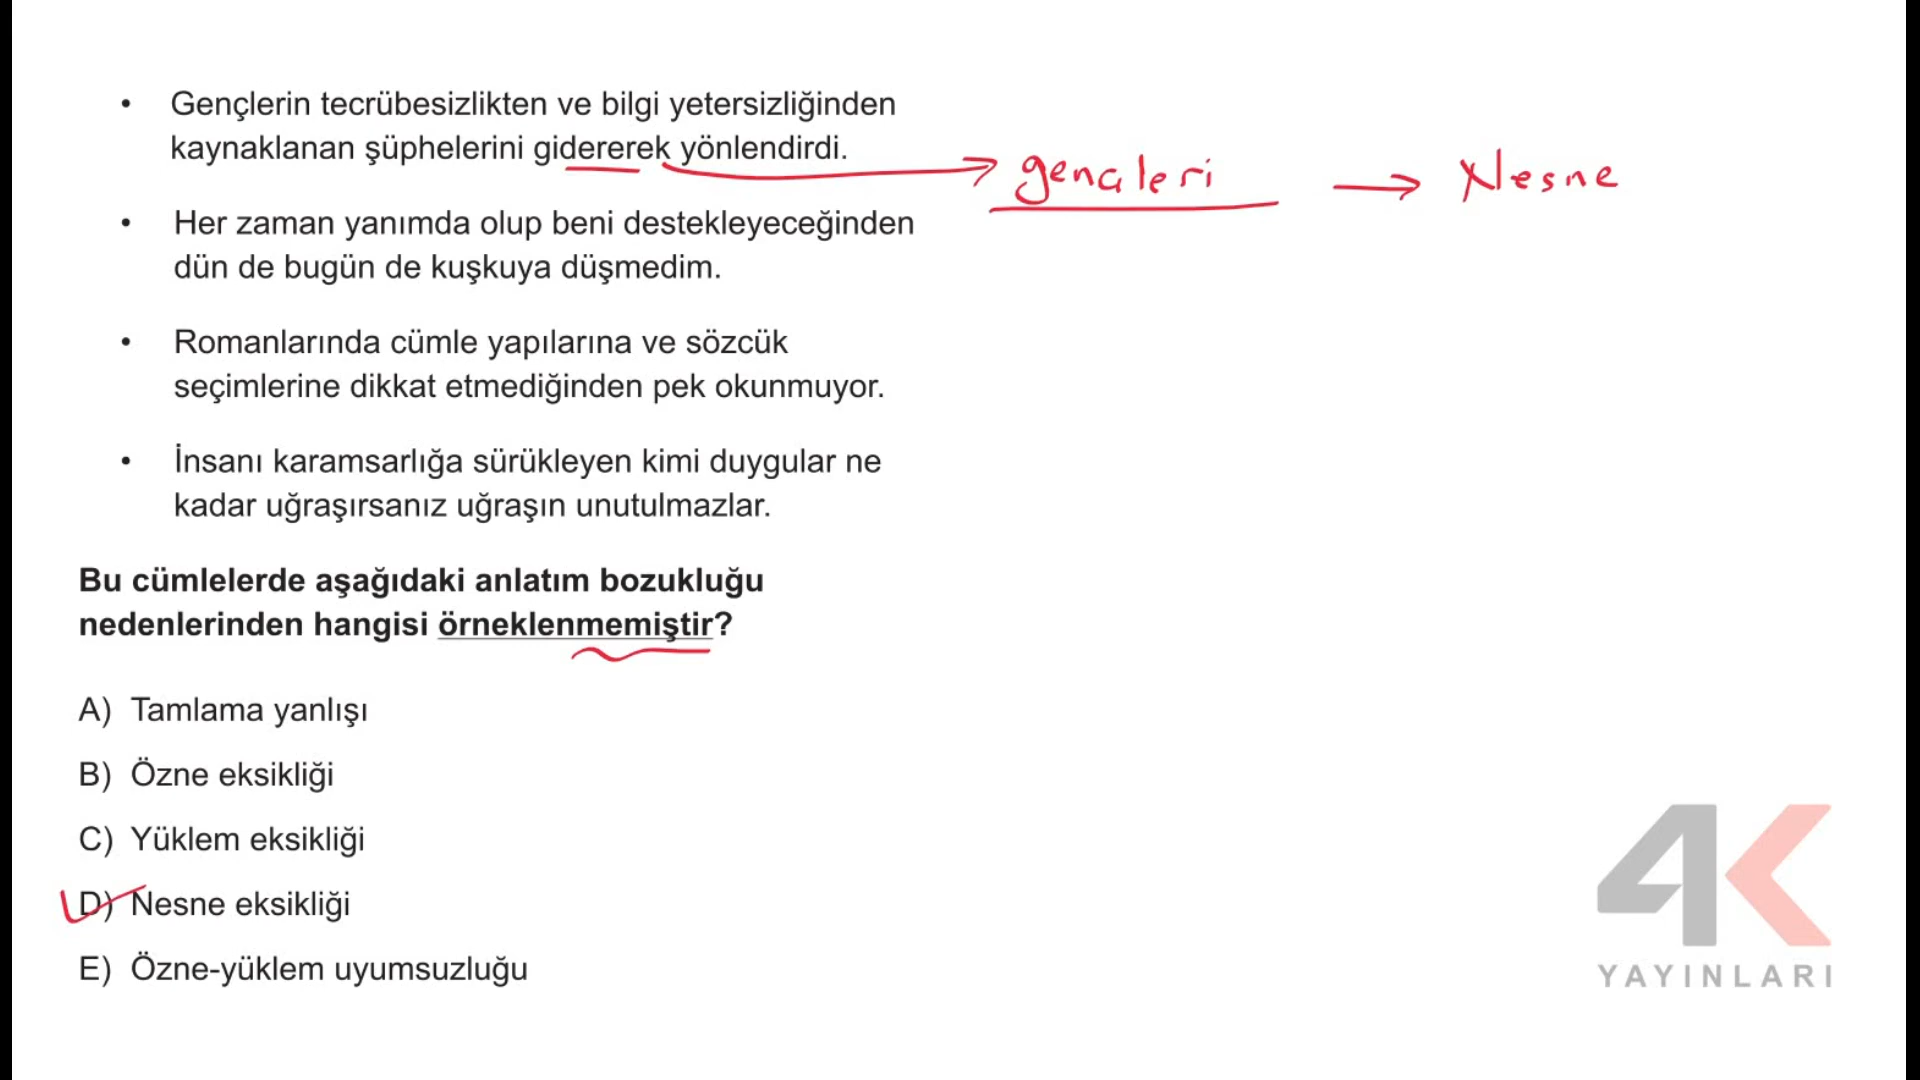 • Gençlerin tecrübesizlikten ve bilgi yetersizliğinden
kaynaklanan şüphelerini gidererek yönlendirdi.
gençleri → Nesne
• Her zaman yanımda olup beni destekleyeceğinden
dün de bugün de kuşkuya düşmedim.
• Romanlarında cümle yapılarına ve sözcük
seçimlerine dikkat etmediğinden pek okunmuyor.
• İnsanı karamsarlığa sürükleyen kimi duygular ne
kadar uğraşırsanız uğraşın unutulmazlar.
Bu cümlelerde aşağıdaki anlatım bozukluğu
nedenlerinden hangisi örneklenmemiştir?
A) Tamlama yanlışı
B) Özne eksikliği
C) Yüklem eksikliği
D) Nesne eksikliği
E) Özne-yüklem uyumsuzluğu
4K
YAYINLARI